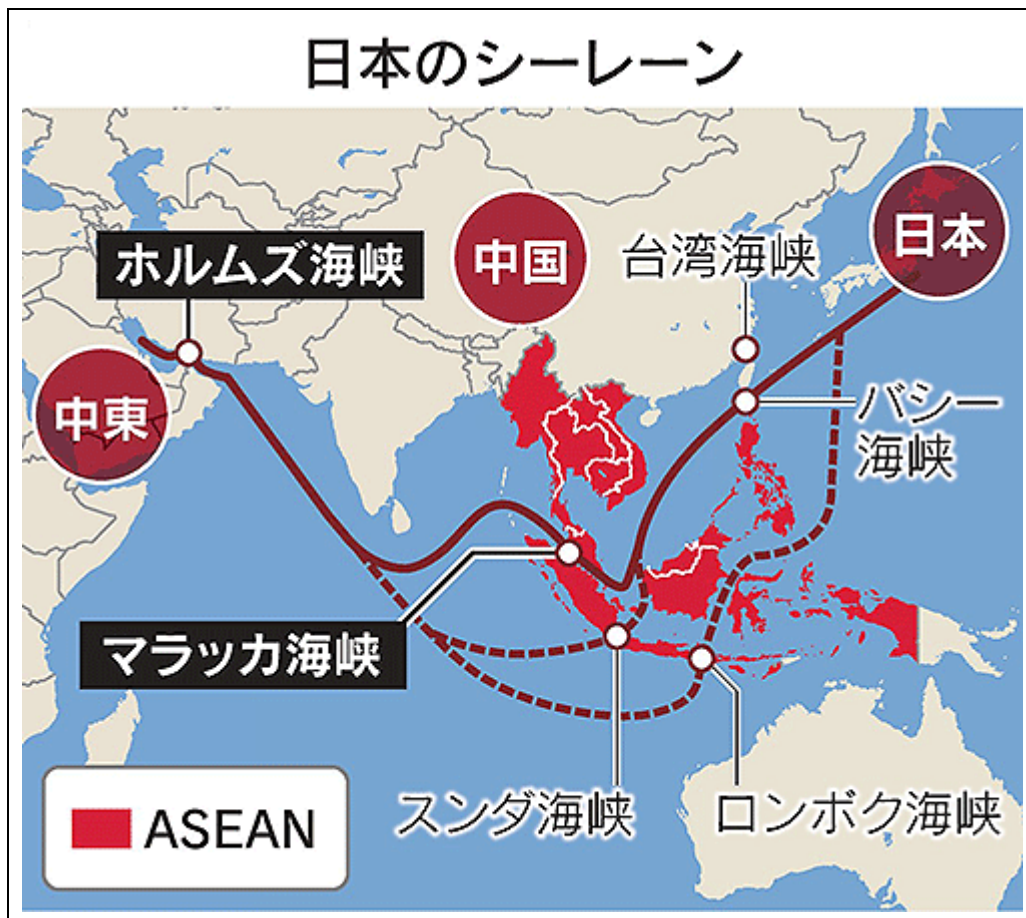 日本のシーレーン
ホルムズ海峡
中国
台湾海峡
日本
中東
バシー
海峡
マラッカ海峡
スンダ海峡
ロンボク海峡
ASEAN